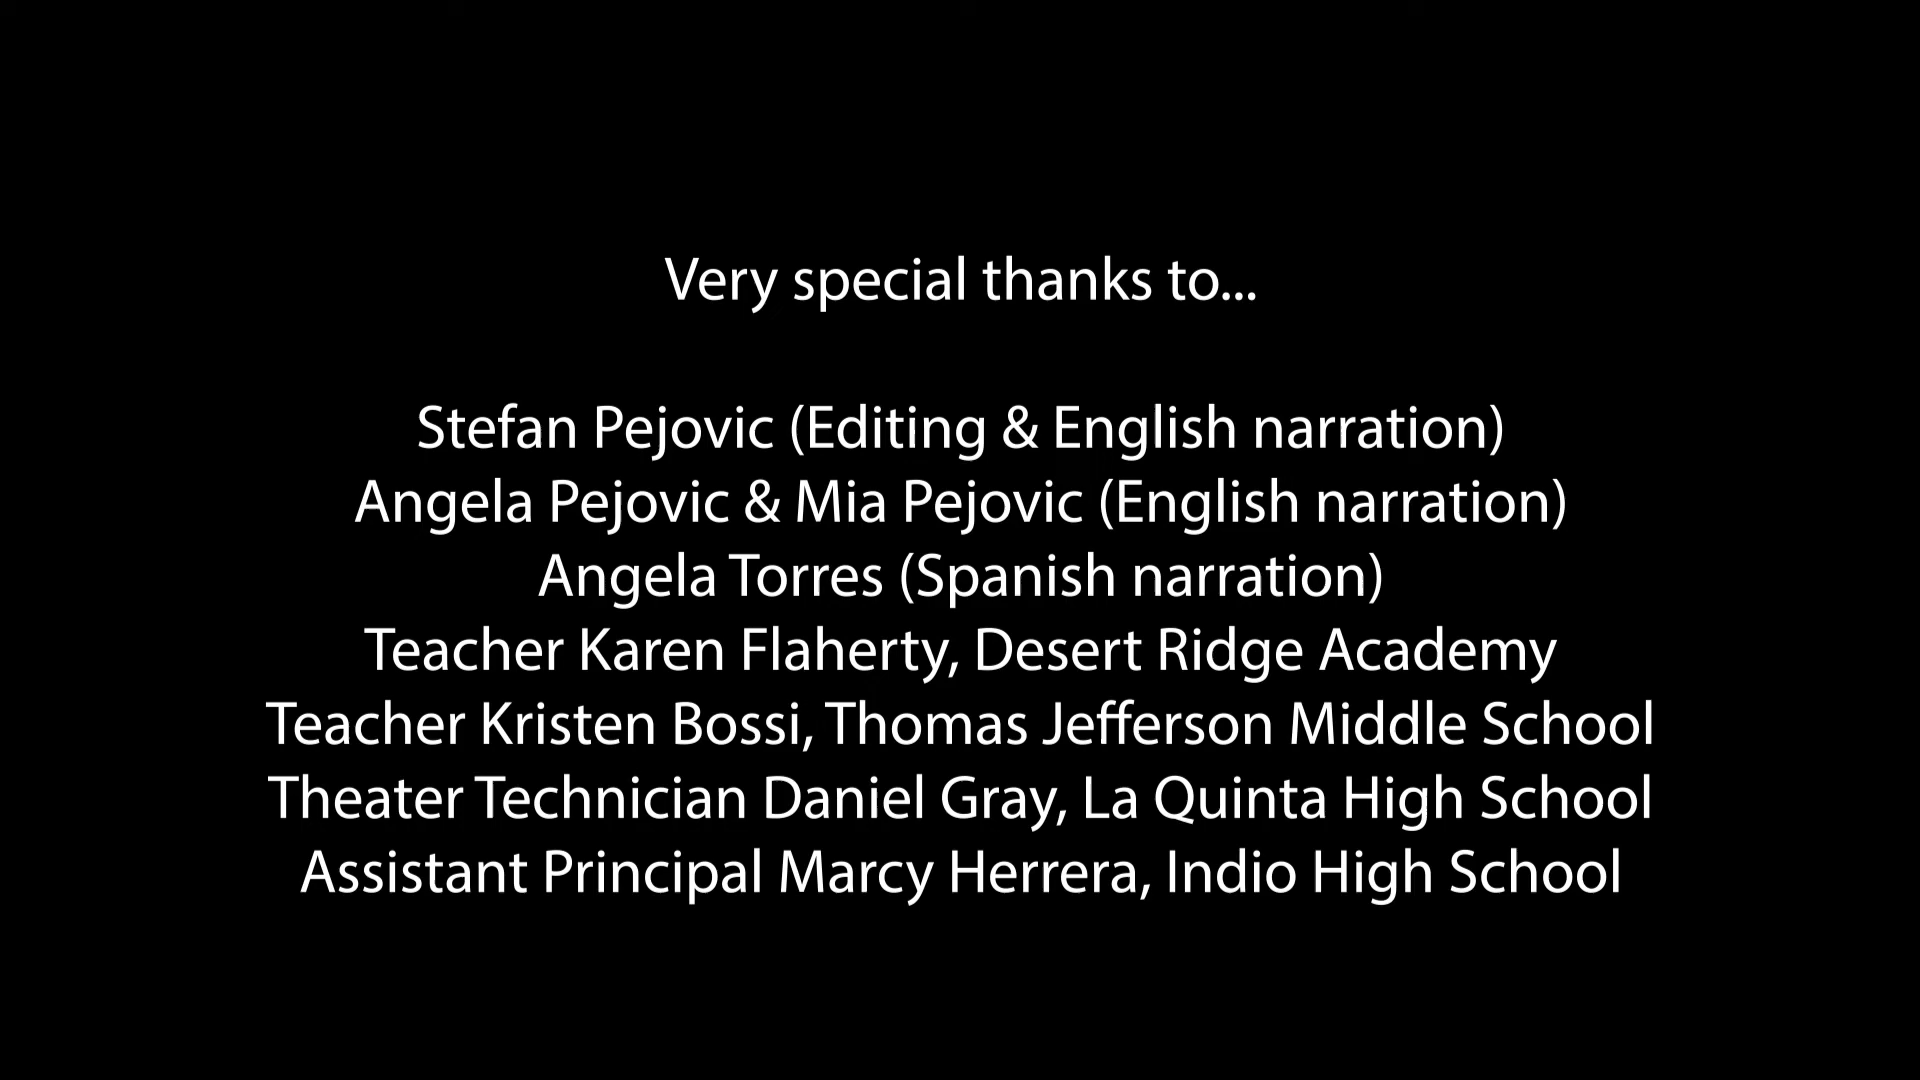 Very special thanks to...
Stefan Pejovic (Editing & English narration)
Angela Pejovic & Mia Pejovic (English narration)
Angela Torres (Spanish narration)
Teacher Karen Flaherty, Desert Ridge Academy
Teacher Kristen Bossi, Thomas Jefferson Middle School
Theater Technician Daniel Gray, La Quinta High School
Assistant Principal Marcy Herrera, Indio High School